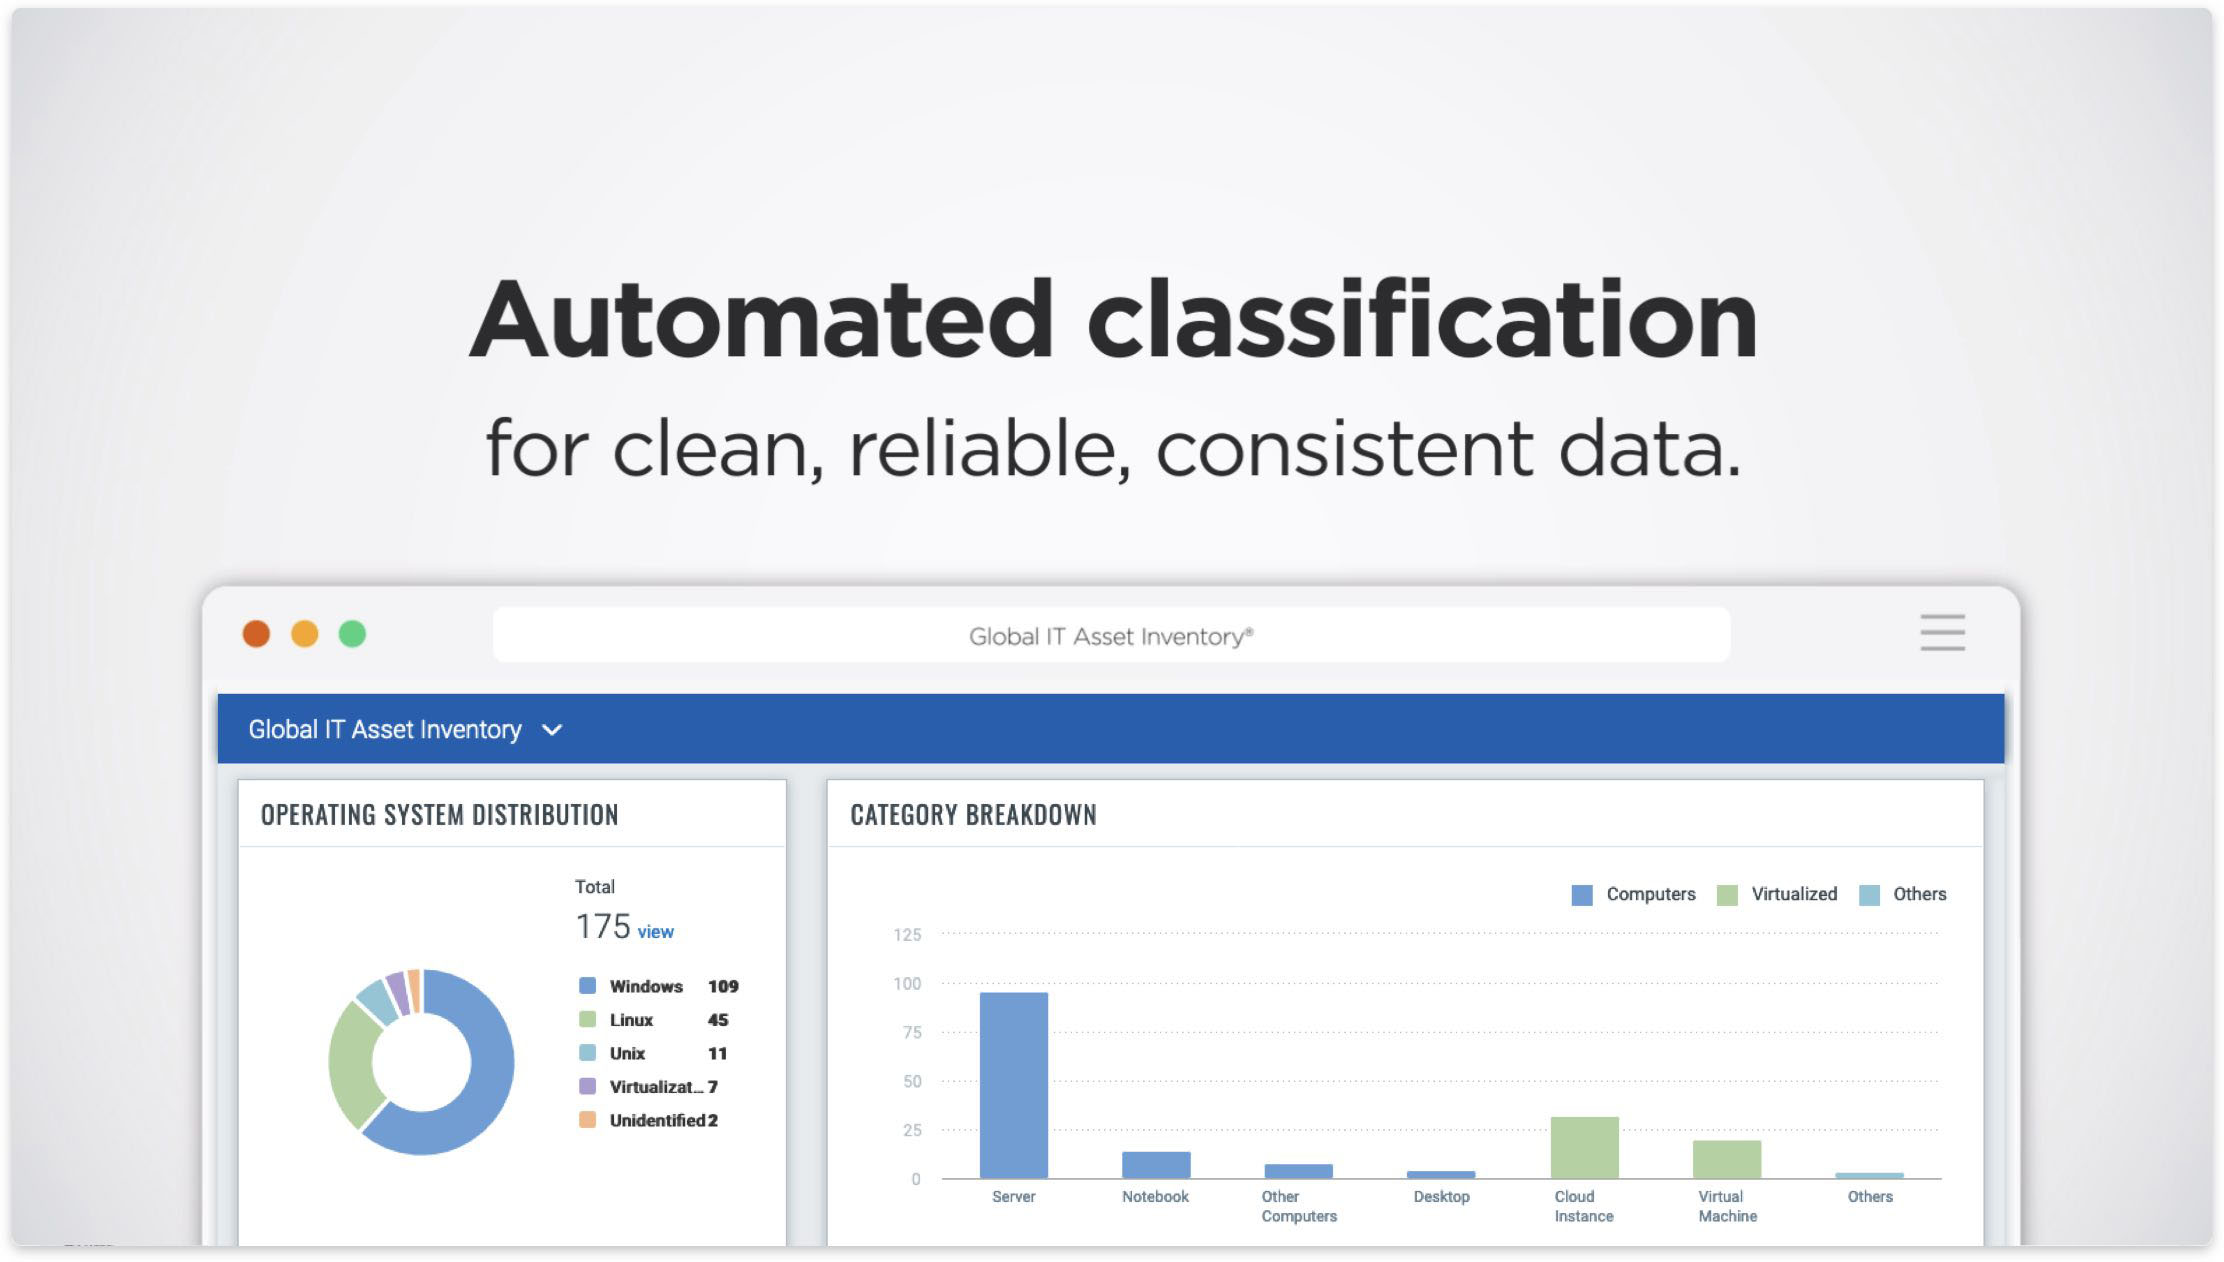 Automated classification
for clean, reliable, consistent data.
Global IT Asset Inventory®
Global IT Asset Inventory
OPERATING SYSTEM DISTRIBUTION
Total
175 view
Windows 109
Linux 45
Unix 11
Virtualizat... 7
Unidentified 2
CATEGORY BREAKDOWN
Computers Virtualized Others
125
100
75
50
25
0
Server
Notebook
Other
Computers
Desktop
Cloud
Instance
Virtual
Machine
Others